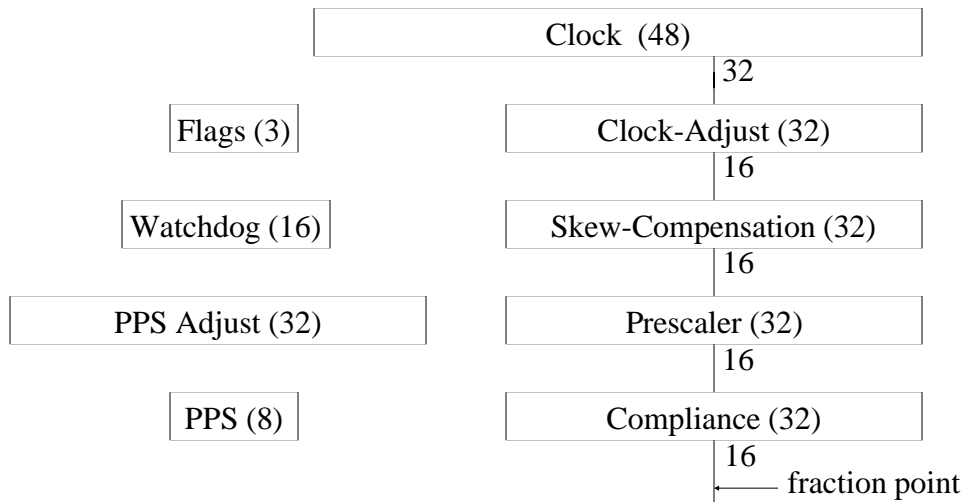 Clock (48)
32
Flags (3)
Clock-Adjust (32)
16
Watchdog (16)
Skew-Compensation (32)
16
PPS Adjust (32)
Prescaler (32)
16
PPS (8)
Compliance (32)
16
fraction point